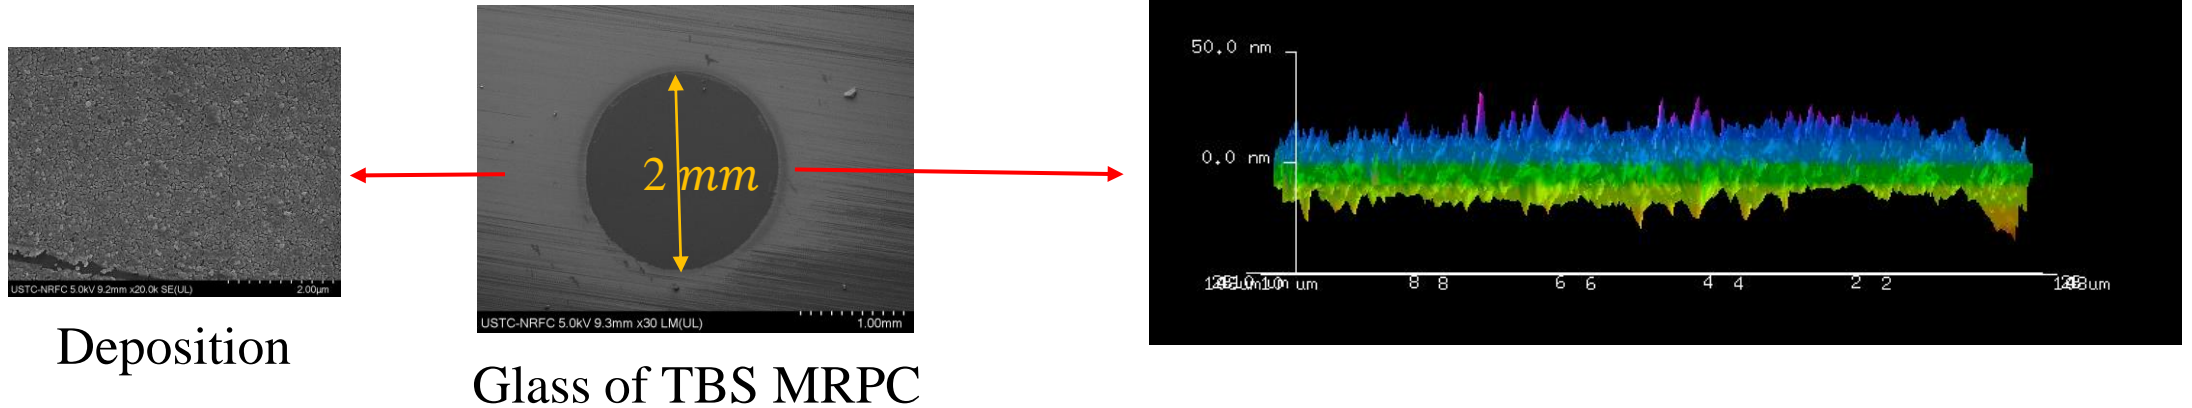 USTC-NRFC 5.0kV 9.2mm x20.0k SE(UL) 2.00µm
Deposition
2 mm
USTC-NRFC 5.0kV 9.3mm x30 LM(UL) 1.00mm
Glass of TBS MRPC
50.0 nm
0.0 nm
um 8 8 6 6 4 4 2 2 um